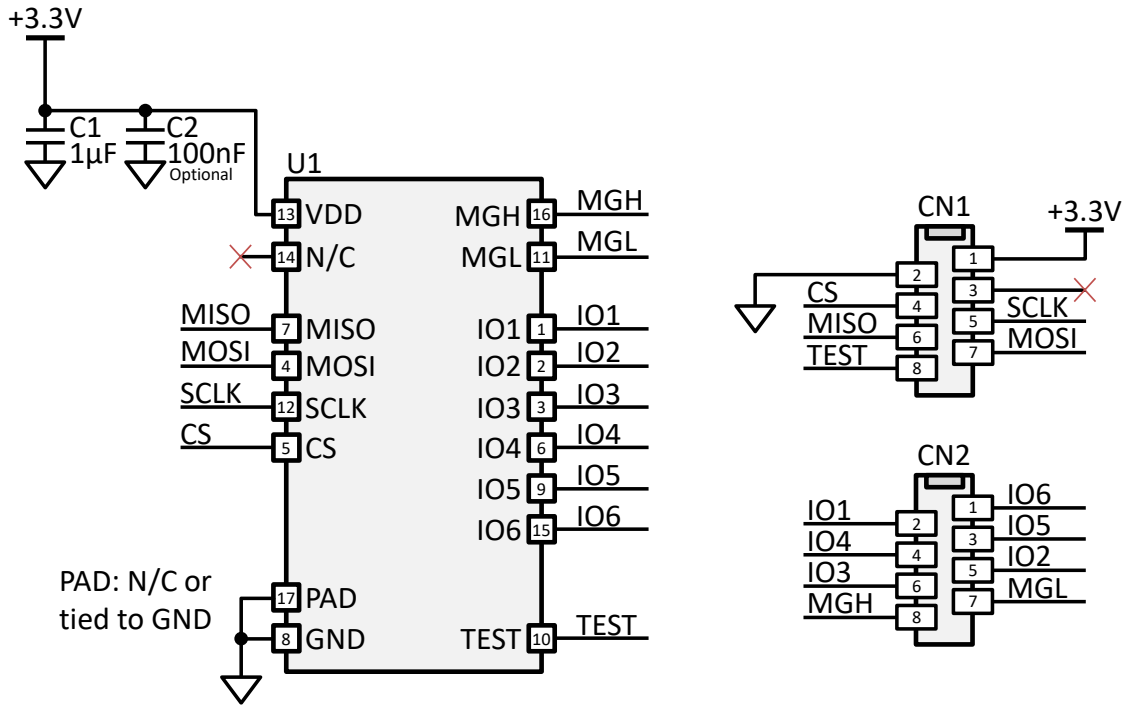 +3.3V
C1
1µF
C2
100nF
Optional
U1
13 VDD
14 N/C
MISO 7 MISO
MOSI 4 MOSI
SCLK 12 SCLK
CS 5 CS
17 PAD
8 GND
PAD: N/C or
tied to GND
MGH 16 MGH
MGL 11 MGL
IO1 1 IO1
IO2 2 IO2
IO3 3 IO3
IO4 6 IO4
IO5 9 IO5
IO6 15 IO6
TEST 10 TEST
CN1
+3.3V
1
2
3
CS 4
5 SCLK
MISO 6
7 MOSI
TEST 8
CN2
1 IO6
IO1 2
3 IO5
IO4 4
5 IO2
IO3 6
7 MGL
MGH 8